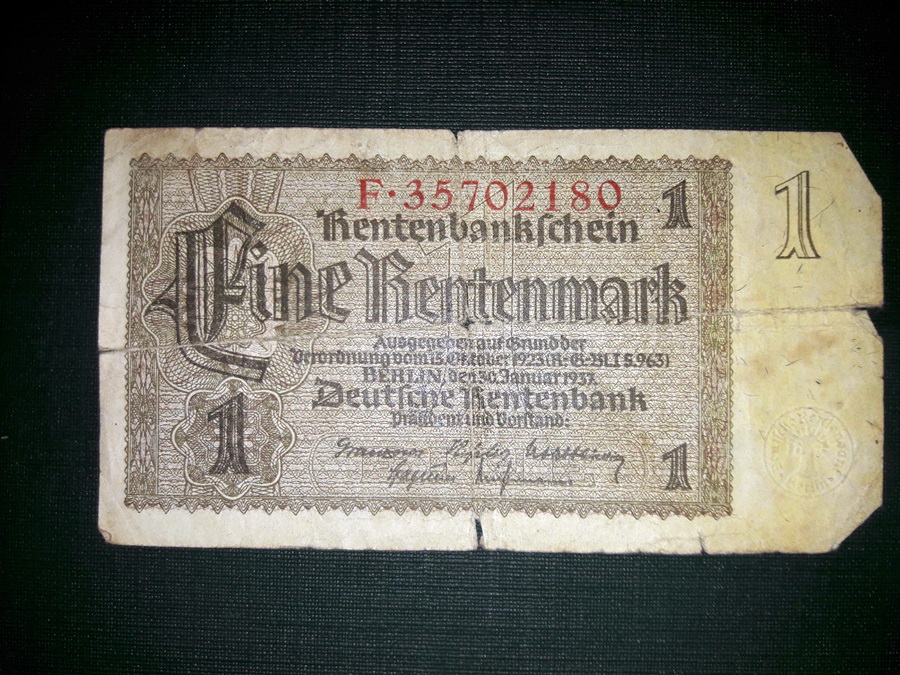 F·35702180
1
1
Rentenbankschein
Eine Rentenmark
Ausgegeben auf Grund der
Verordnung vom 15. Oktober 1923 (R-G-Bl I S. 963)
BERLIN, den 30. Januar 1937.
Deutsche Rentenbank
Präsident und Vorstand:
1
1